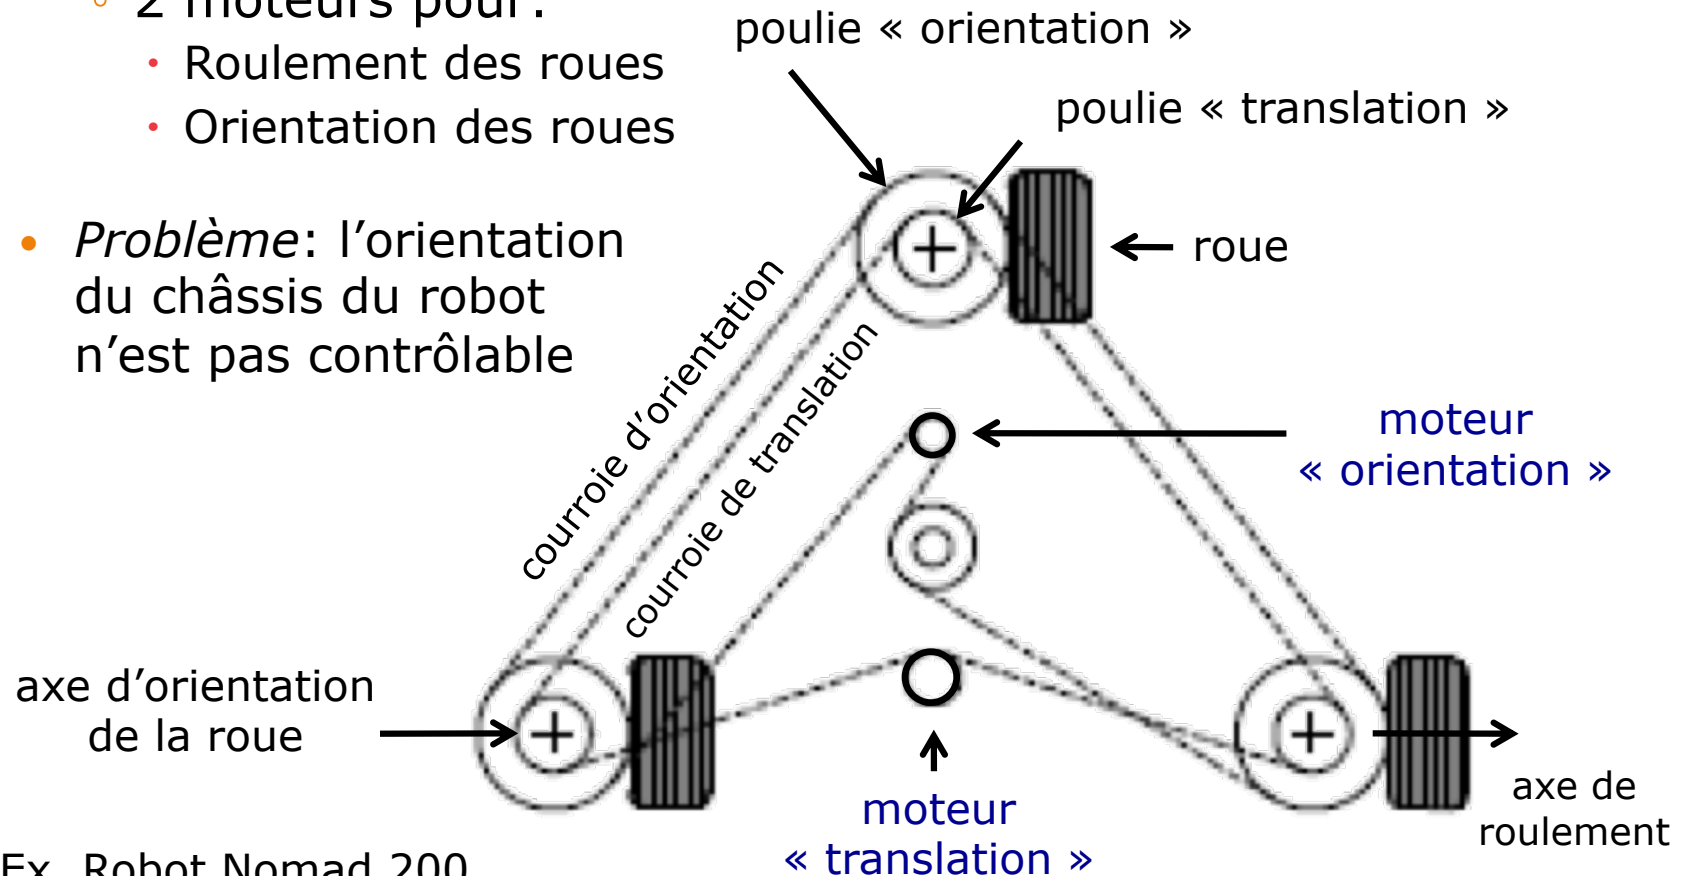 ◦ 2 moteurs pour:
• Roulement des roues
• Orientation des roues
• Problème: l’orientation
du châssis du robot
n’est pas contrôlable
poulie « orientation »
poulie « translation »
roue
courroie d’orientation
courroie de translation
moteur
« orientation »
axe d’orientation
de la roue
moteur
« translation »
axe de
roulement
Ex. Robot Nomad 200